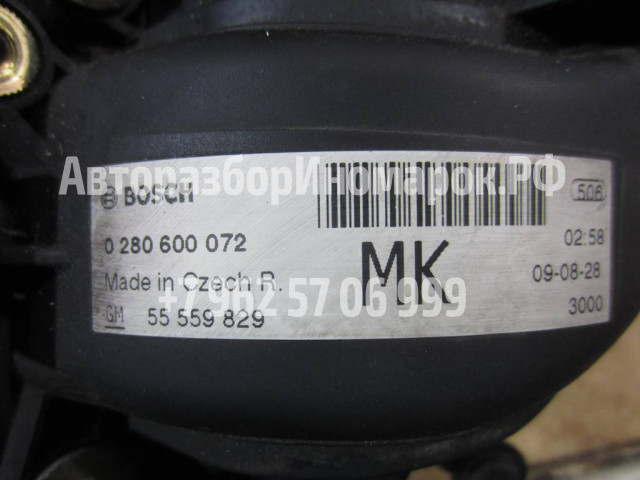 АвторазборИномарок.РФ
BOSCH
506
0 280 600 072
MK
02:58
Made in Czech R.
09-08-28
+7 962 57 06 999
GM 55 559 829
3000